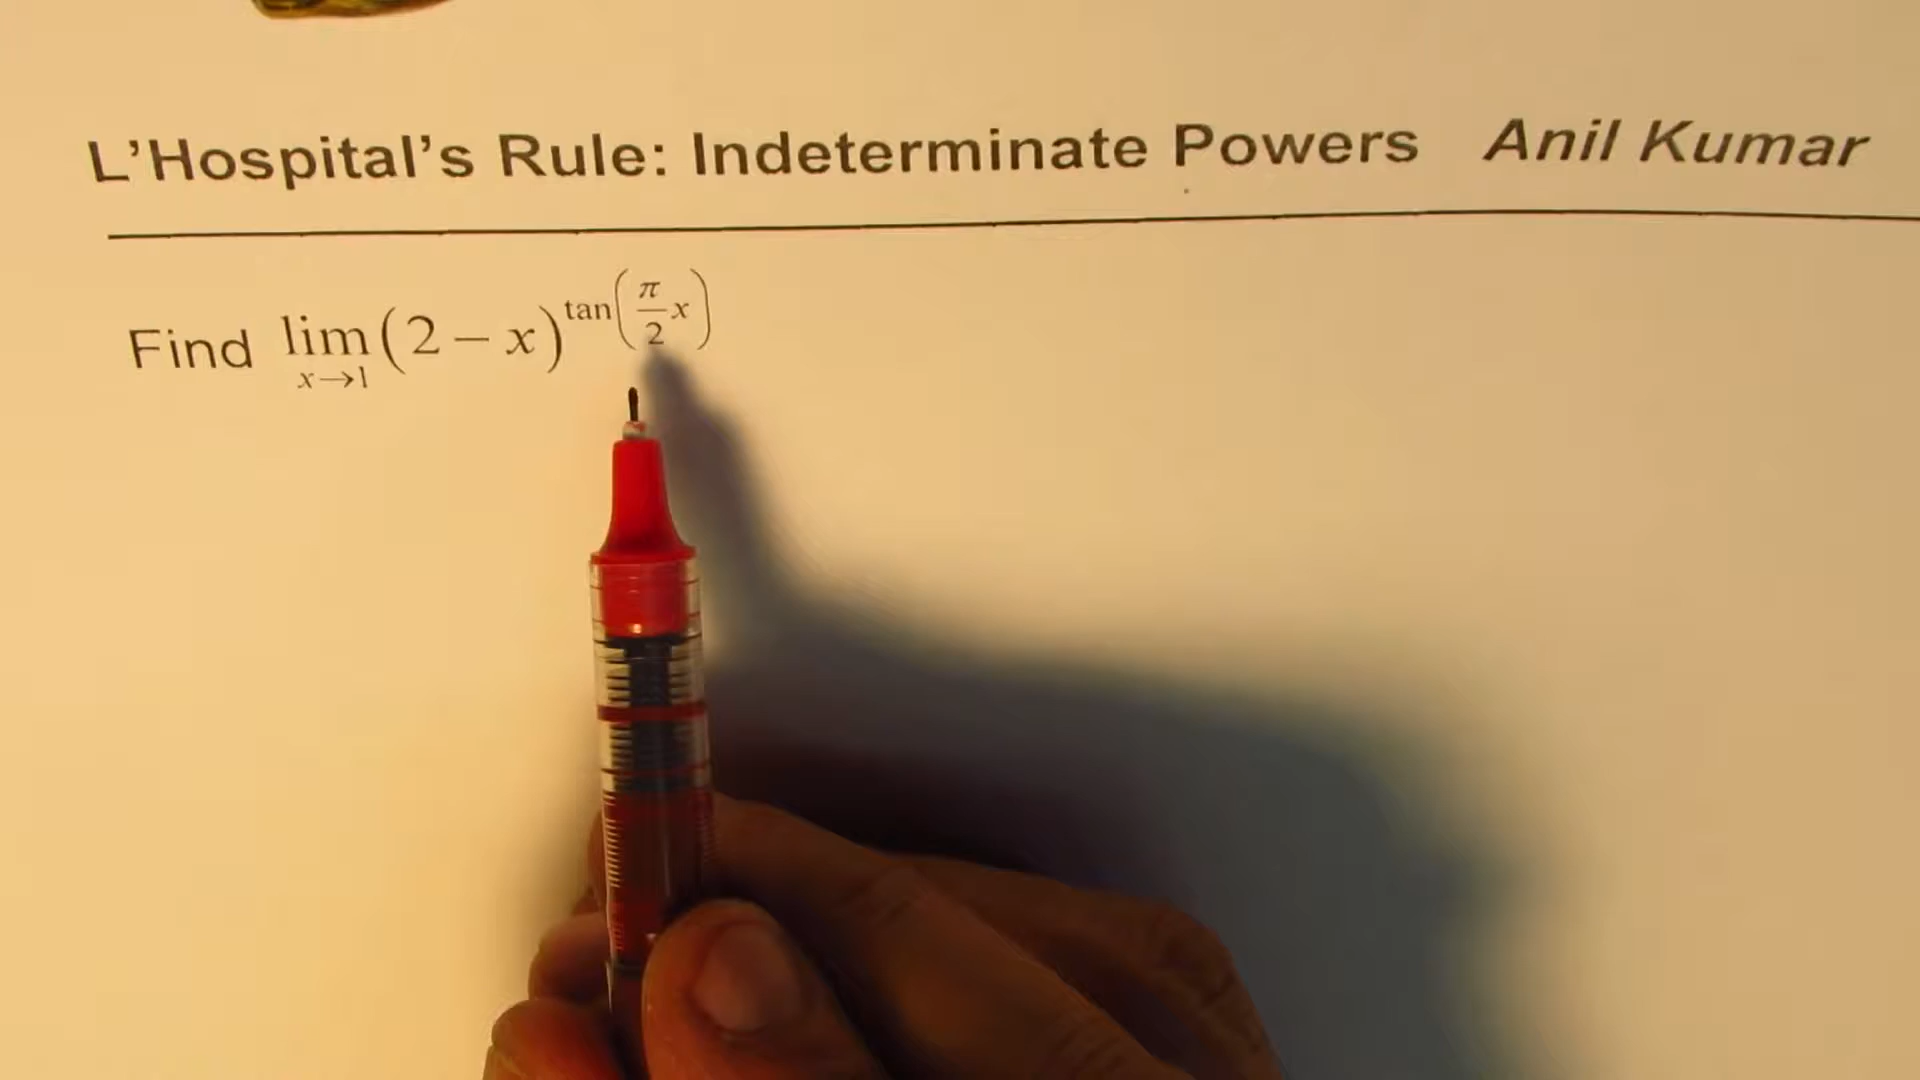 L'Hospital's Rule: Indeterminate Powers Anil Kumar
Find lim_{x→1} (2 − x)^{tan(π/2 x)}